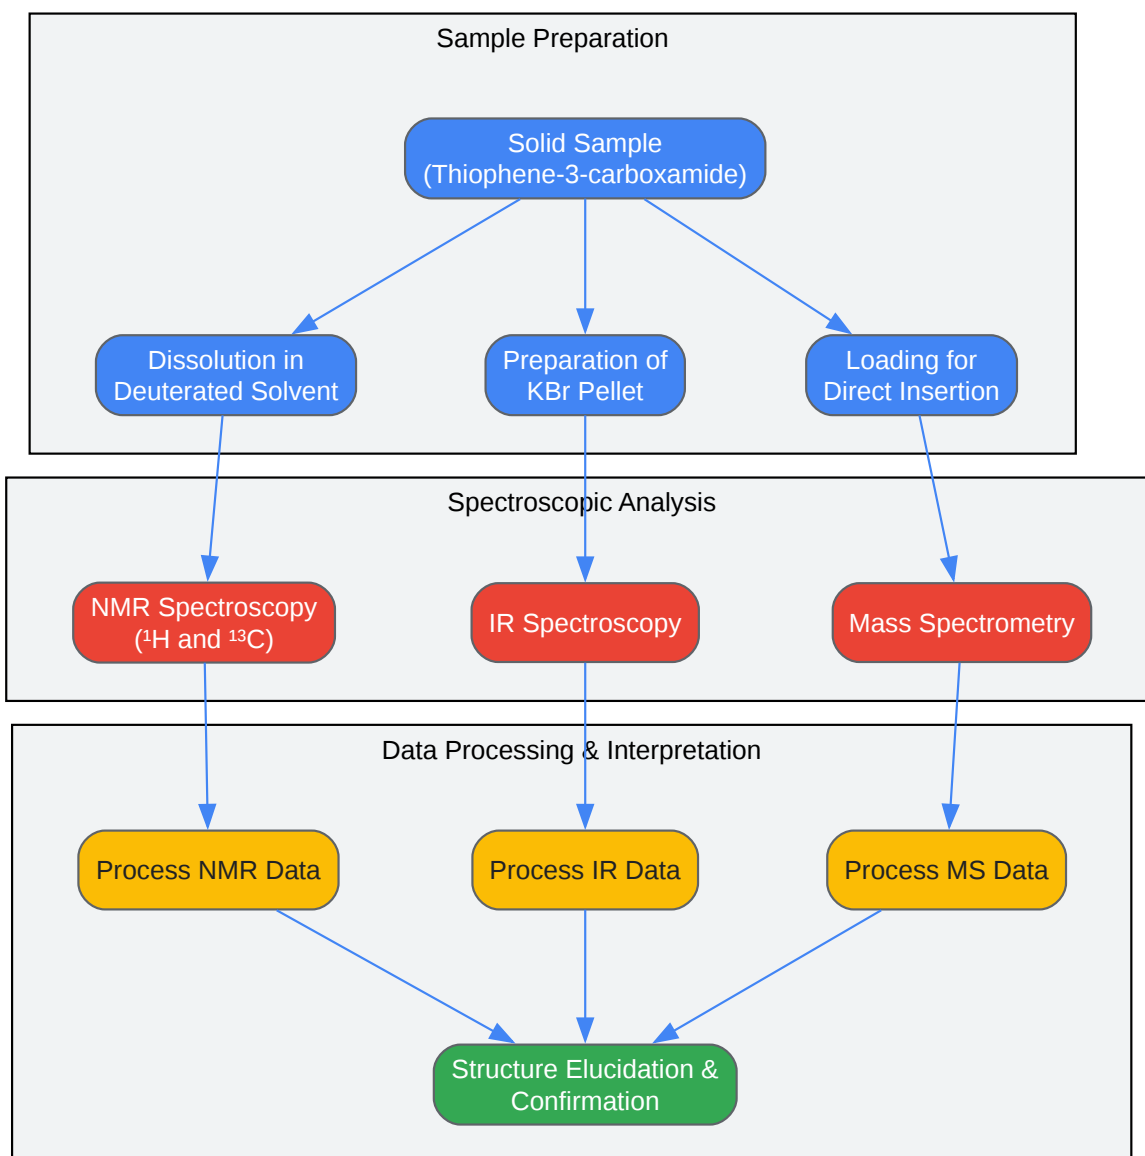 Sample Preparation
Solid Sample
(Thiophene-3-carboxamide)
Dissolution in
Deuterated Solvent
Preparation of
KBr Pellet
Loading for
Direct Insertion
Spectroscopic Analysis
NMR Spectroscopy
(¹H and ¹³C)
IR Spectroscopy
Mass Spectrometry
Data Processing & Interpretation
Process NMR Data
Process IR Data
Process MS Data
Structure Elucidation &
Confirmation